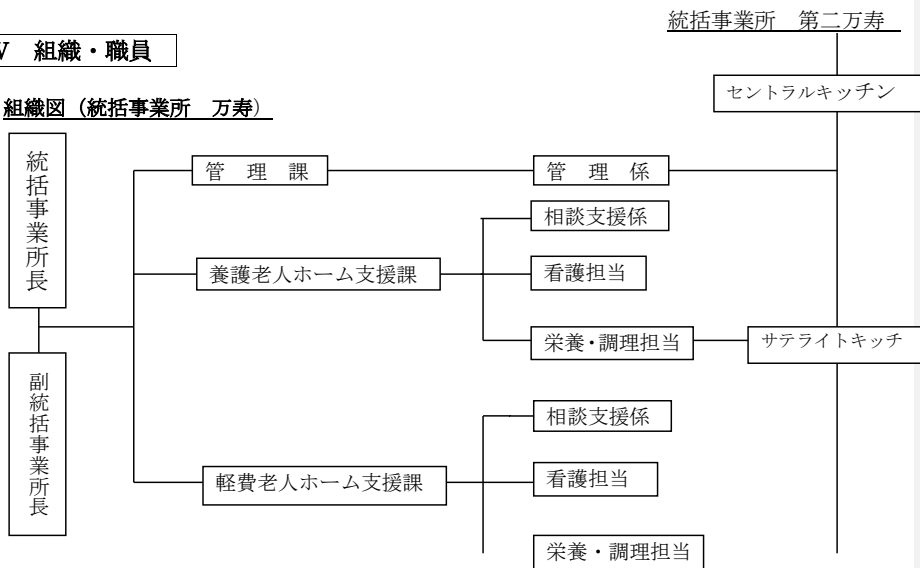 統括事業所　第二万寿
Ⅴ　組織・職員
セントラルキッチン
組織図（統括事業所　万寿）
統括事業所長
管　理　課
管　理　係
相談支援係
養護老人ホーム支援課
看護担当
栄養・調理担当
サテライトキッチ
副統括事業所長
相談支援係
軽費老人ホーム支援課
看護担当
栄養・調理担当